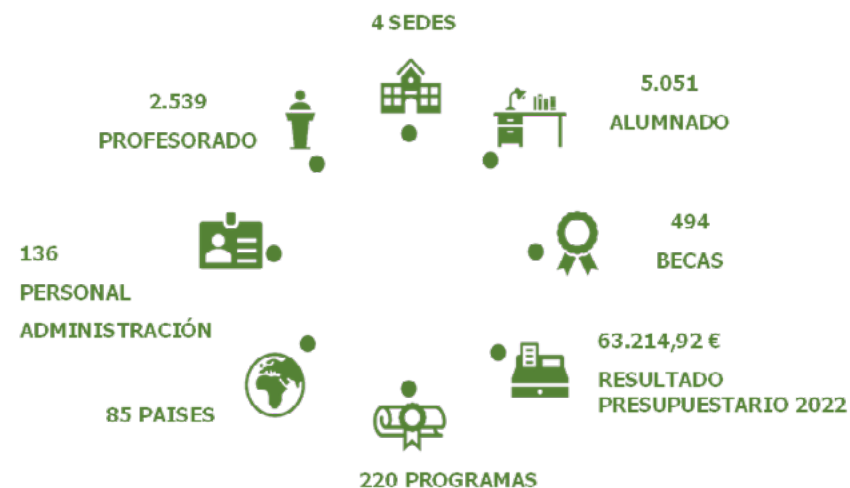 4 SEDES
2.539
PROFESORADO
5.051
ALUMNADO
136
PERSONAL
ADMINISTRACIÓN
494
BECAS
85 PAISES
63.214,92 €
RESULTADO
PRESUPUESTARIO 2022
220 PROGRAMAS